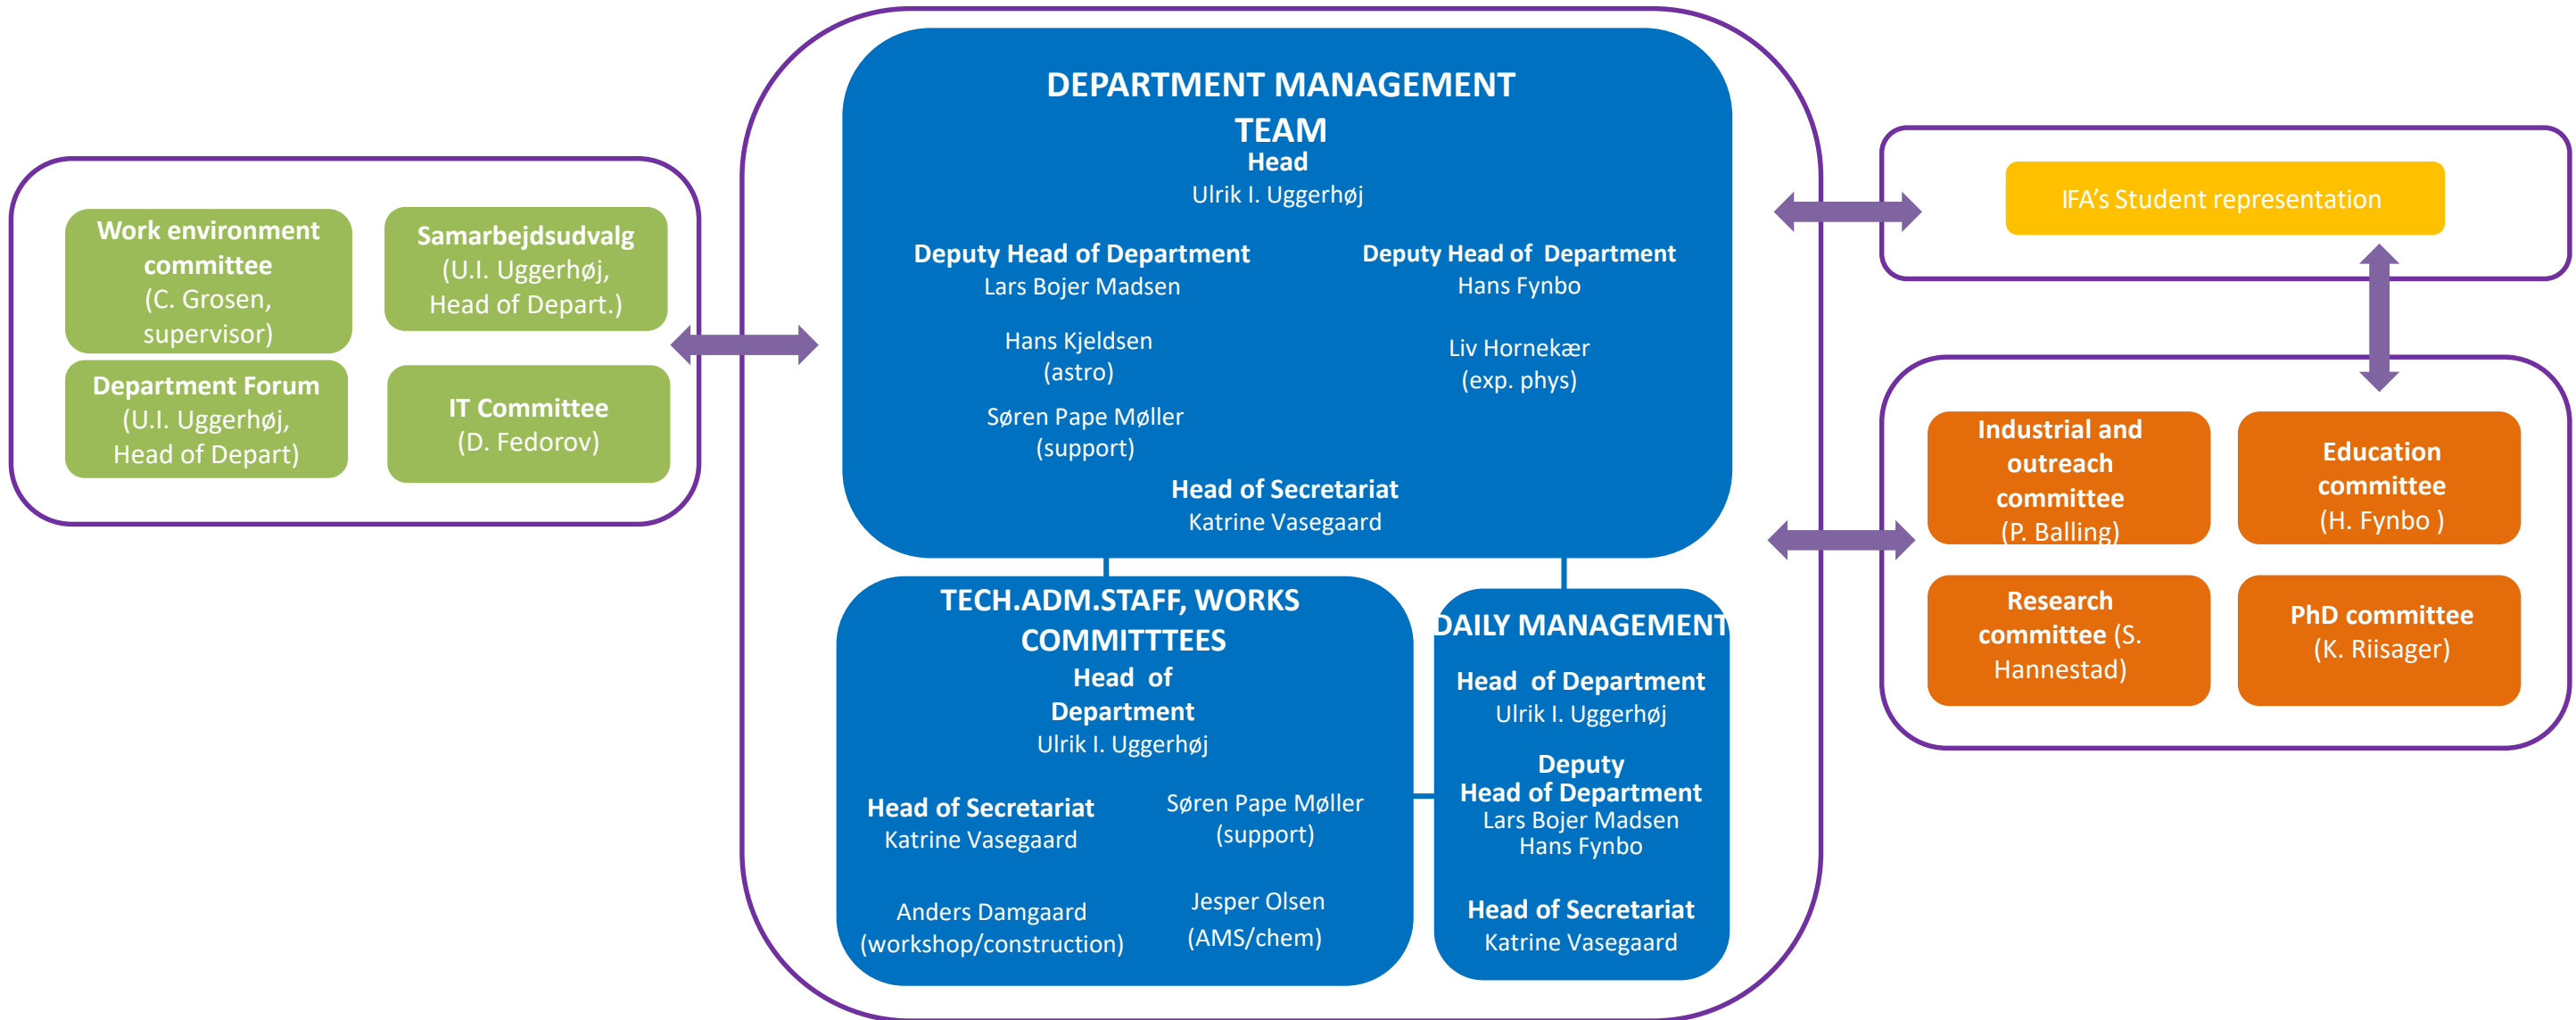 Work environment
committee
(C. Grosen,
supervisor)
Samarbejdsudvalg
(U.I. Uggerhøj,
Head of Depart.)
Department Forum
(U.I. Uggerhøj,
Head of Depart)
IT Committee
(D. Fedorov)
DEPARTMENT MANAGEMENT
TEAM
Head
Ulrik I. Uggerhøj
Deputy Head of Department
Lars Bojer Madsen
Deputy Head of  Department
Hans Fynbo
Hans Kjeldsen
(astro)
Liv Hornekær
(exp. phys)
Søren Pape Møller
(support)
Head of Secretariat
Katrine Vasegaard
TECH.ADM.STAFF, WORKS
COMMITTTEES
Head  of
Department
Ulrik I. Uggerhøj
Head of Secretariat
Katrine Vasegaard
Søren Pape Møller
(support)
Anders Damgaard
(workshop/construction)
Jesper Olsen
(AMS/chem)
DAILY MANAGEMENT
Head  of Department
Ulrik I. Uggerhøj
Deputy
Head of Department
Lars Bojer Madsen
Hans Fynbo
Head of Secretariat
Katrine Vasegaard
IFA's Student representation
Industrial and
outreach
committee
(P. Balling)
Education
committee
(H. Fynbo )
Research
committee (S.
Hannestad)
PhD committee
(K. Riisager)